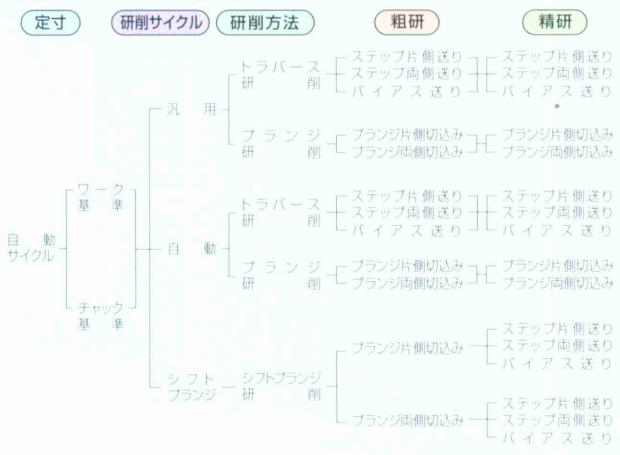 定寸 研削サイクル 研削方法 粗研 精研
自動サイクル
ワーク基準
チャック基準
汎用
トラバース研削
ステップ片側送り ステップ片側送り
ステップ両側送り ステップ両側送り
バイアス送り バイアス送り
プランジ研削
プランジ片側切込み プランジ片側切込み
プランジ両側切込み プランジ両側切込み
自動
トラバース研削
ステップ片側送り ステップ片側送り
ステップ両側送り ステップ両側送り
バイアス送り バイアス送り
プランジ研削
プランジ片側切込み プランジ片側切込み
プランジ両側切込み プランジ両側切込み
シフトプランジ
シフトプランジ研削
プランジ片側切込み
ステップ片側送り
ステップ両側送り
バイアス送り
プランジ両側切込み
ステップ片側送り
ステップ両側送り
バイアス送り